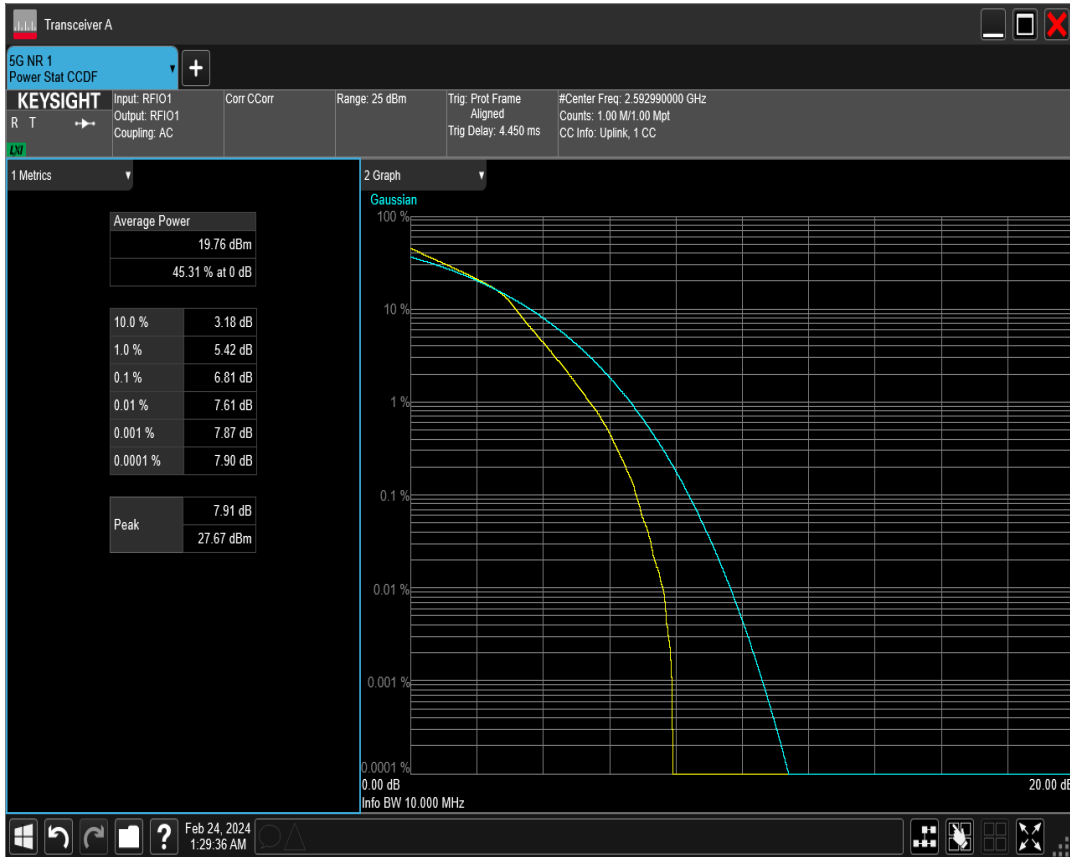 Transceiver A
5G NR 1
Power Stat CCDF
KEYSIGHT
R T
LXI
Input: RFIO1
Output: RFIO1
Coupling: AC
Corr CCorr
Range: 25 dBm
Trig: Prot Frame
Aligned
Trig Delay: 4.450 ms
#Center Freq: 2.592990000 GHz
Counts: 1.00 M/1.00 Mpt
CC Info: Uplink, 1 CC
1 Metrics
Average Power
19.76 dBm
45.31 % at 0 dB
10.0 % 3.18 dB
1.0 % 5.42 dB
0.1 % 6.81 dB
0.01 % 7.61 dB
0.001 % 7.87 dB
0.0001 % 7.90 dB
Peak
7.91 dB
27.67 dBm
2 Graph
Gaussian
100 %
10 %
1 %
0.1 %
0.01 %
0.001 %
0.0001 %
0.00 dB 20.00 dB
Info BW 10.000 MHz
?
Feb 24, 2024
1:29:36 AM